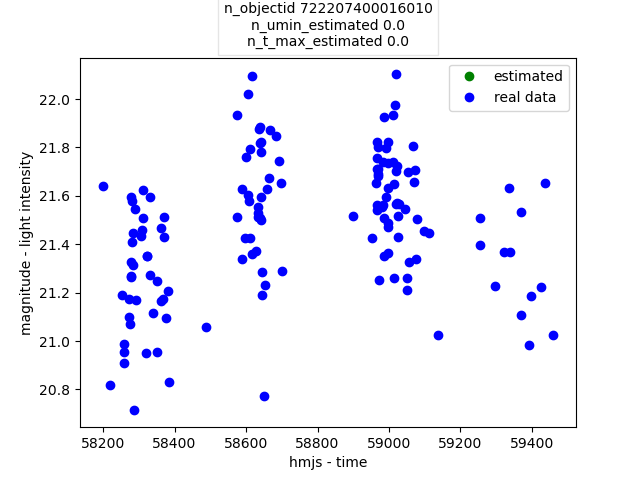 n_objectid 722207400016010
n_umin_estimated 0.0
n_t_max_estimated 0.0
estimated
real data
magnitude - light intensity
22.0
21.8
21.6
21.4
21.2
21.0
20.8
58200 58400 58600 58800 59000 59200 59400
hmjs - time